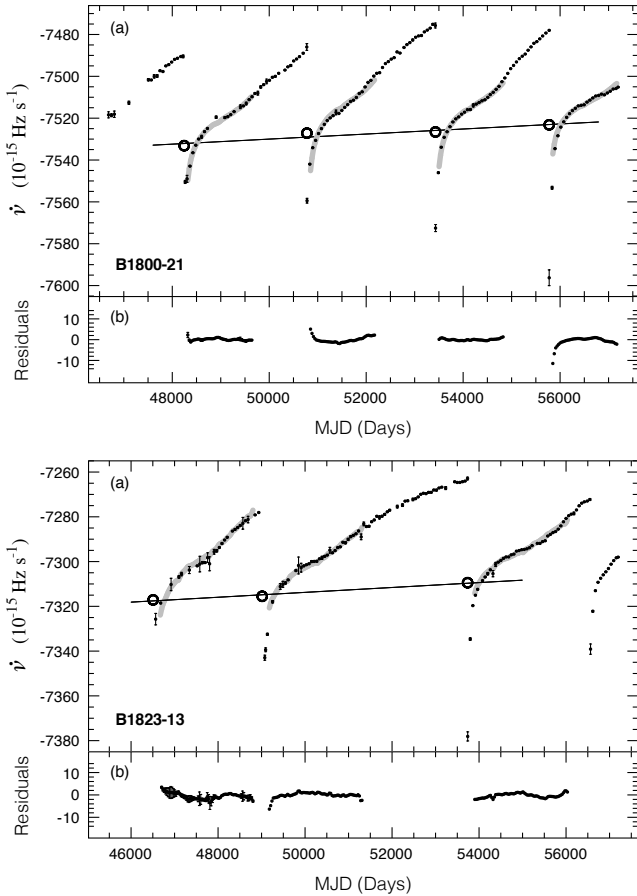 (a)
-7480
-7500
-7520
-7540
-7560
-7580
-7600
ν̇ (10⁻¹⁵ Hz s⁻¹)
B1800-21
(b)
10
0
-10
Residuals
48000 50000 52000 54000 56000
MJD (Days)
(a)
-7260
-7280
-7300
-7320
-7340
-7360
-7380
ν̇ (10⁻¹⁵ Hz s⁻¹)
B1823-13
(b)
10
0
-10
Residuals
46000 48000 50000 52000 54000 56000
MJD (Days)